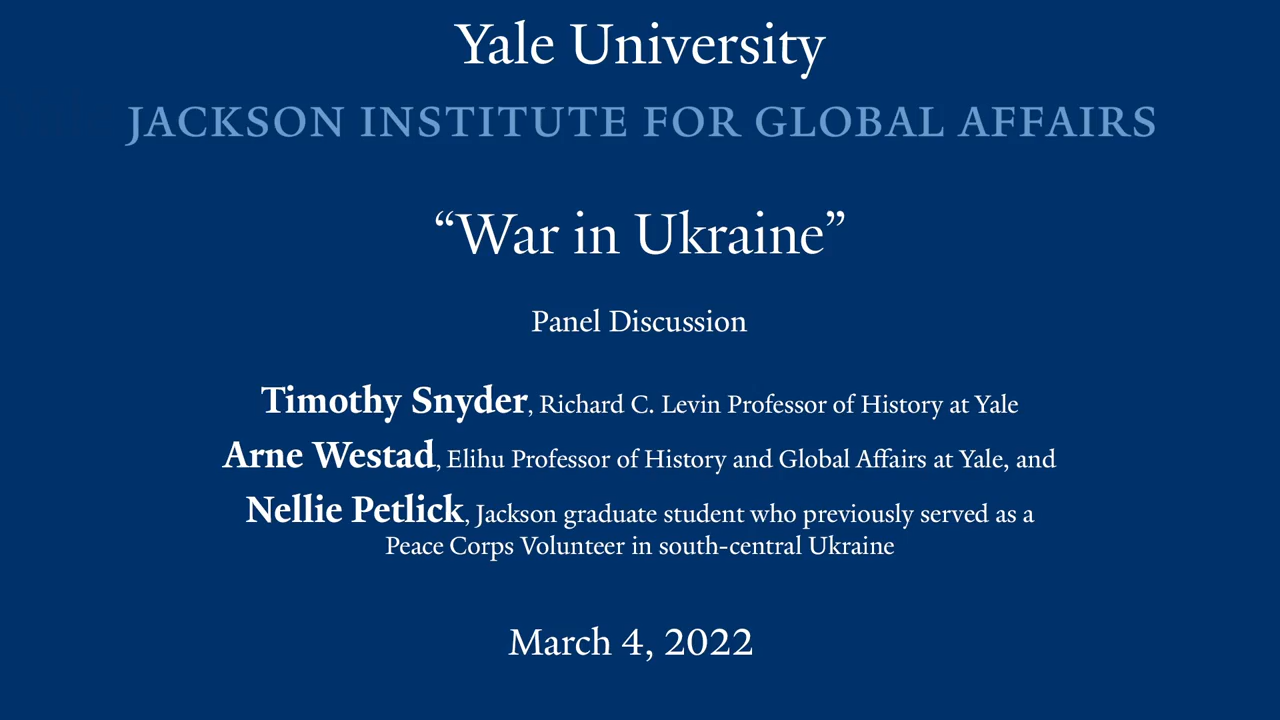 Yale University
JACKSON INSTITUTE FOR GLOBAL AFFAIRS
“War in Ukraine”
Panel Discussion
Timothy Snyder, Richard C. Levin Professor of History at Yale
Arne Westad, Elihu Professor of History and Global Affairs at Yale, and
Nellie Petlick, Jackson graduate student who previously served as a
Peace Corps Volunteer in south-central Ukraine
March 4, 2022